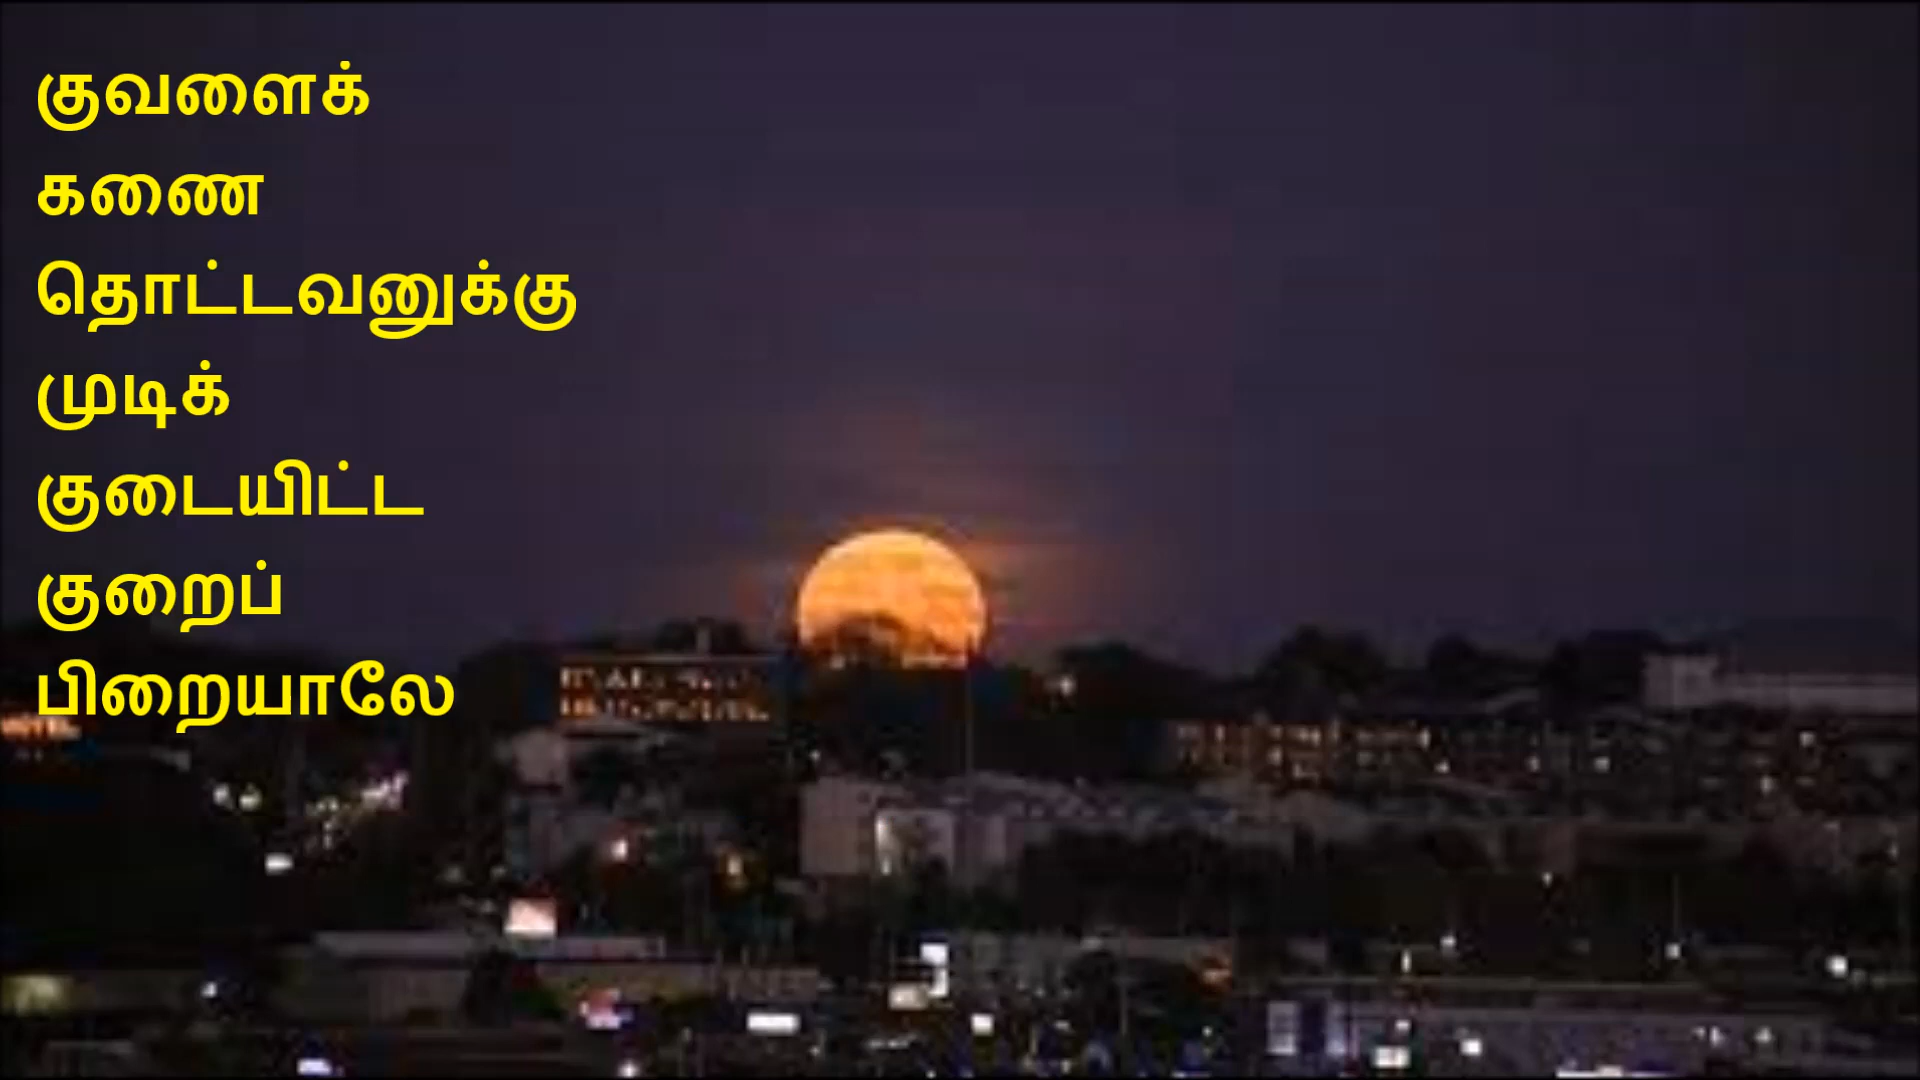 குவளைக்
கணை
தொட்டவனுக்கு
முடிக்
குடையிட்ட
குறைப்
பிறையாலே